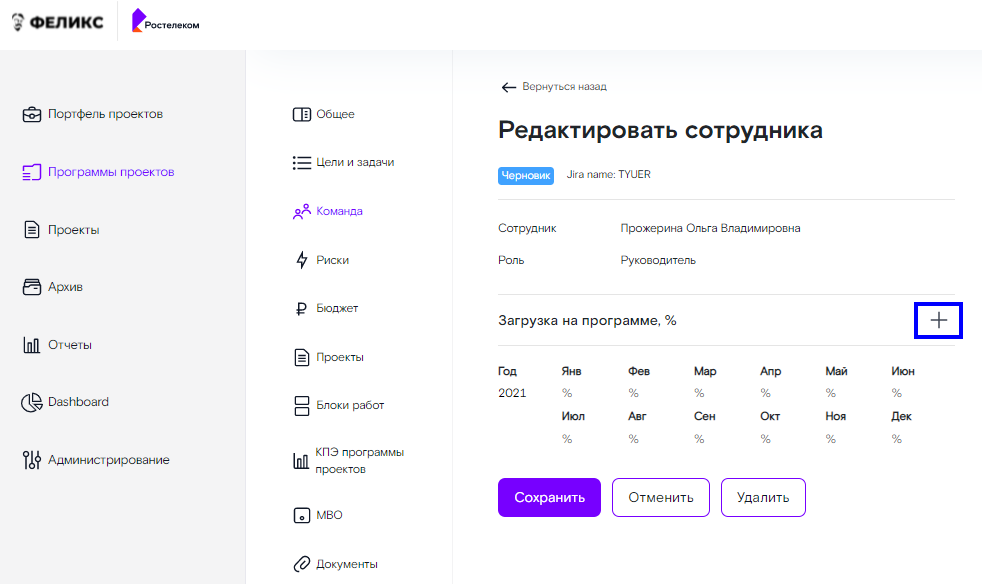 ФЕЛИКС
Ростелеком
Портфель проектов
Программы проектов
Проекты
Архив
Отчеты
Dashboard
Администрирование
Общее
Цели и задачи
Команда
Риски
Бюджет
Проекты
Блоки работ
КПЭ программы
проектов
МВО
Документы
Вернуться назад
Редактировать сотрудника
Черновик Jira name: TYUER
Сотрудник Прожерина Ольга Владимировна
Роль Руководитель
Загрузка на программе, %
Год Янв Фев Мар Апр Май Июн
2021 % % % % % %
Июл Авг Сен Окт Ноя Дек
% % % % % %
Сохранить Отменить Удалить